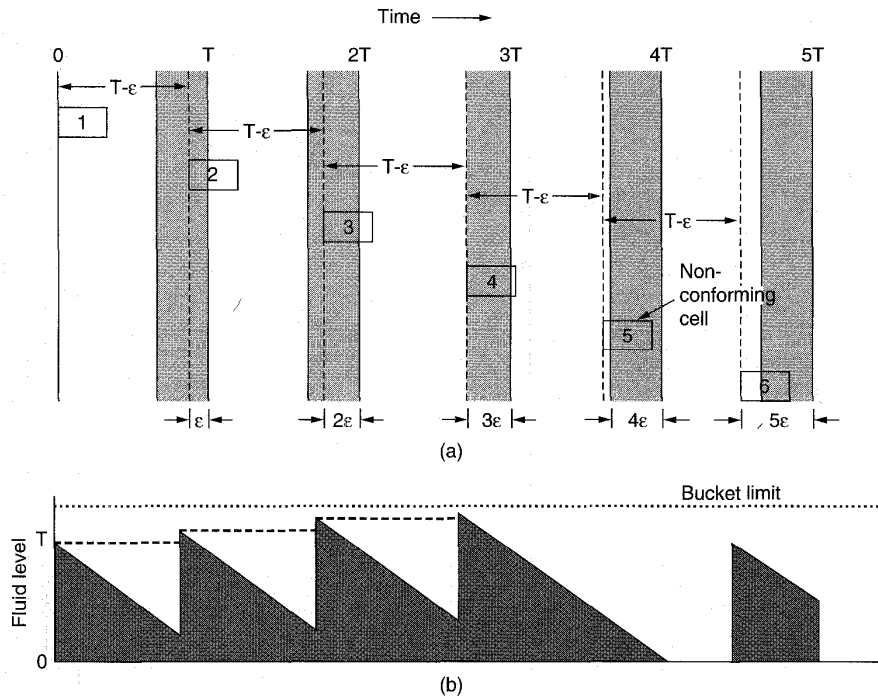 Time
0 T 2T 3T 4T 5T
T-ε
1
T-ε
2
T-ε
3
T-ε
4
T-ε
Non-
conforming
cell
5
6
ε 2ε 3ε 4ε 5ε
(a)
Bucket limit
T
Fluid level
0
(b)